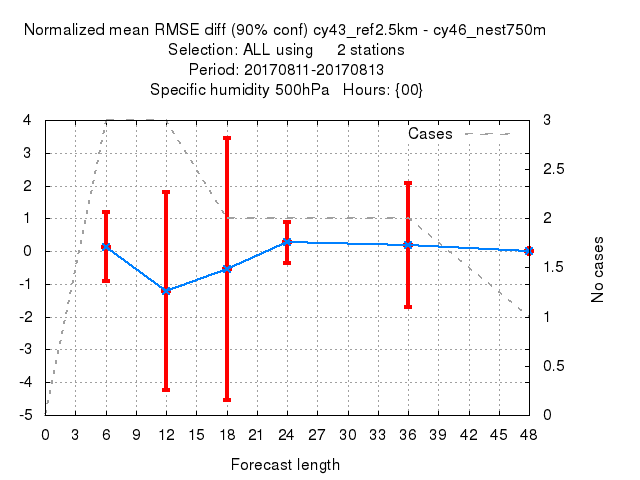 Normalized mean RMSE diff (90% conf) cy43_ref2.5km - cy46_nest750m
Selection: ALL using 2 stations
Period: 20170811-20170813
Specific humidity 500hPa Hours: {00}
Cases
4
3
2
1
0
-1
-2
-3
-4
-5
3
2.5
2
1.5
1
0.5
0
No cases
0 3 6 9 12 15 18 21 24 27 30 33 36 39 42 45 48
Forecast length